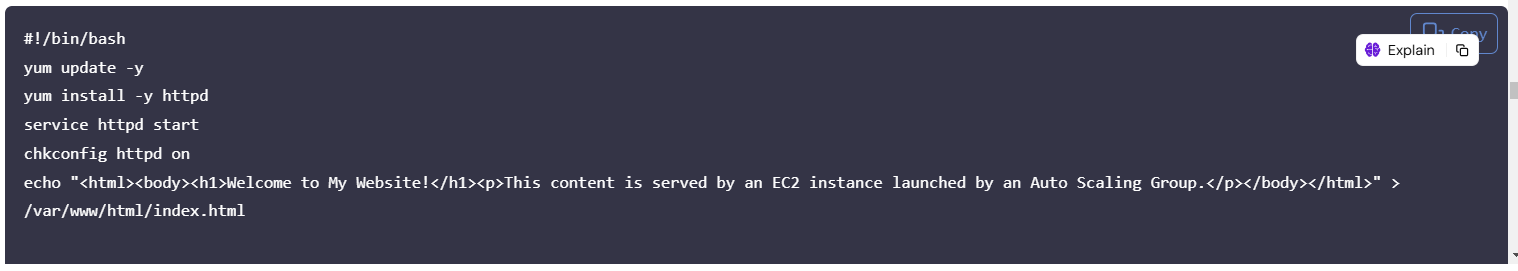 Copy
Explain
#!/bin/bash
yum update -y
yum install -y httpd
service httpd start
chkconfig httpd on
echo "<html><body><h1>Welcome to My Website!</h1><p>This content is served by an EC2 instance launched by an Auto Scaling Group.</p></body></html>" >
/var/www/html/index.html